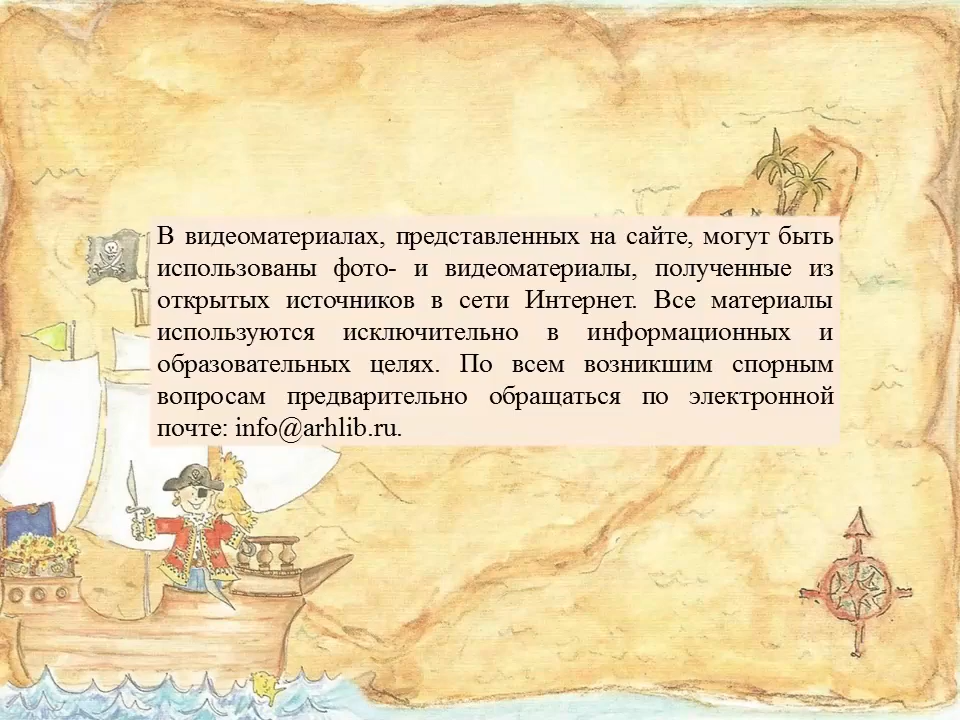 В видеоматериалах, представленных на сайте, могут быть
использованы фото- и видеоматериалы, полученные из
открытых источников в сети Интернет. Все материалы
используются исключительно в информационных и
образовательных целях. По всем возникшим спорным
вопросам предварительно обращаться по электронной
почте: info@arhlib.ru.